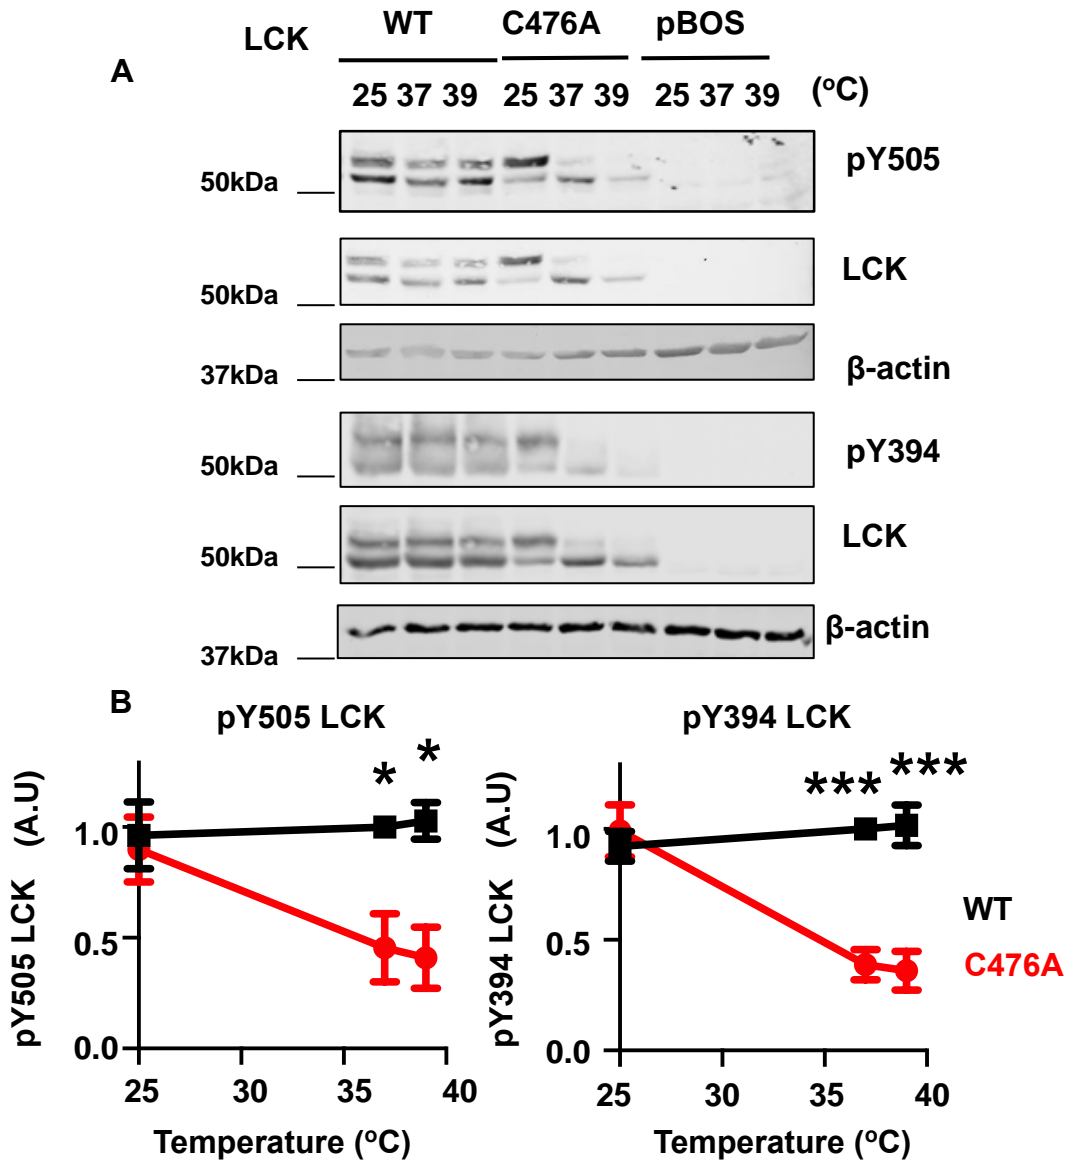 LCK WT C476A pBOS
A
25 37 39 25 37 39 25 37 39 (°C)
pY505
50kDa
LCK
50kDa
β-actin
37kDa
pY394
50kDa
LCK
50kDa
β-actin
37kDa
B
pY505 LCK
pY505 LCK (A.U)
* *
1.0
0.5
0.0
25 30 35 40
Temperature (°C)
pY394 LCK
pY394 LCK (A.U)
*** ***
1.0
0.5
0.0
25 30 35 40
Temperature (°C)
WT
C476A